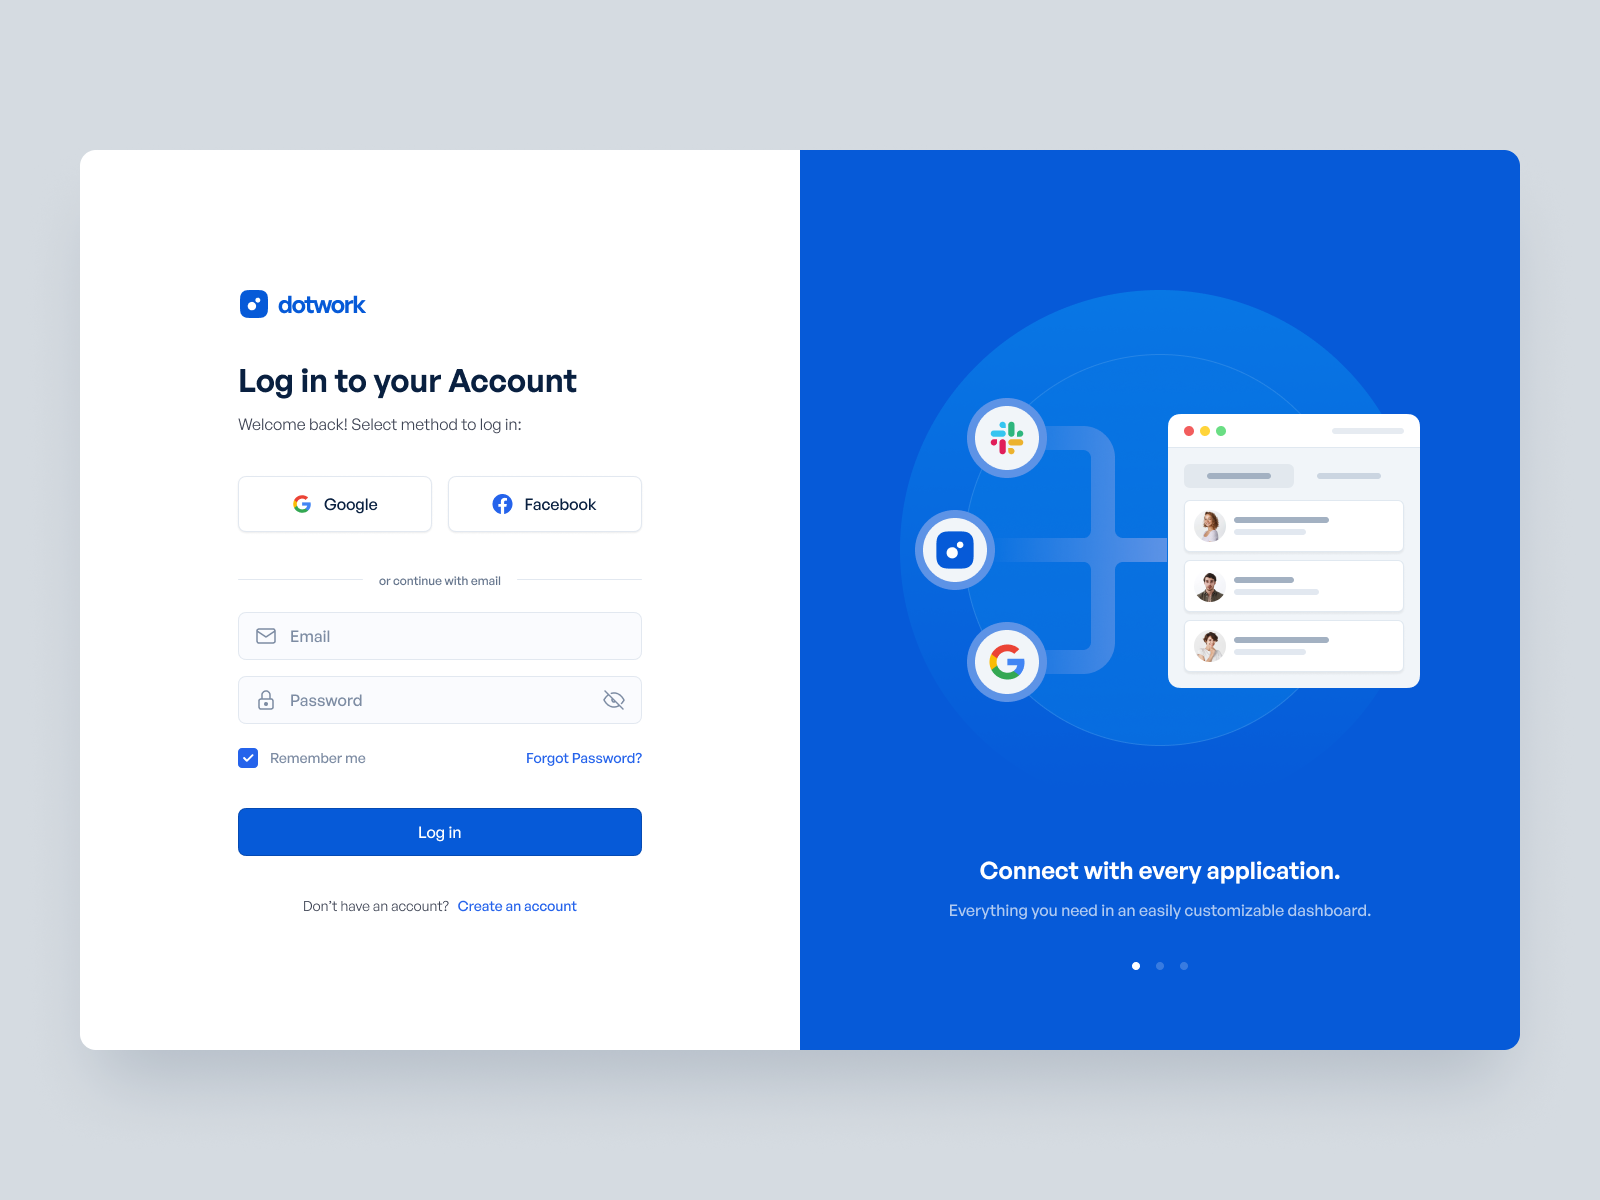 dotwork
Log in to your Account
Welcome back! Select method to log in:
Google
Facebook
or continue with email
Email
Password
Remember me
Forgot Password?
Log in
Don’t have an account? Create an account
Connect with every application.
Everything you need in an easily customizable dashboard.